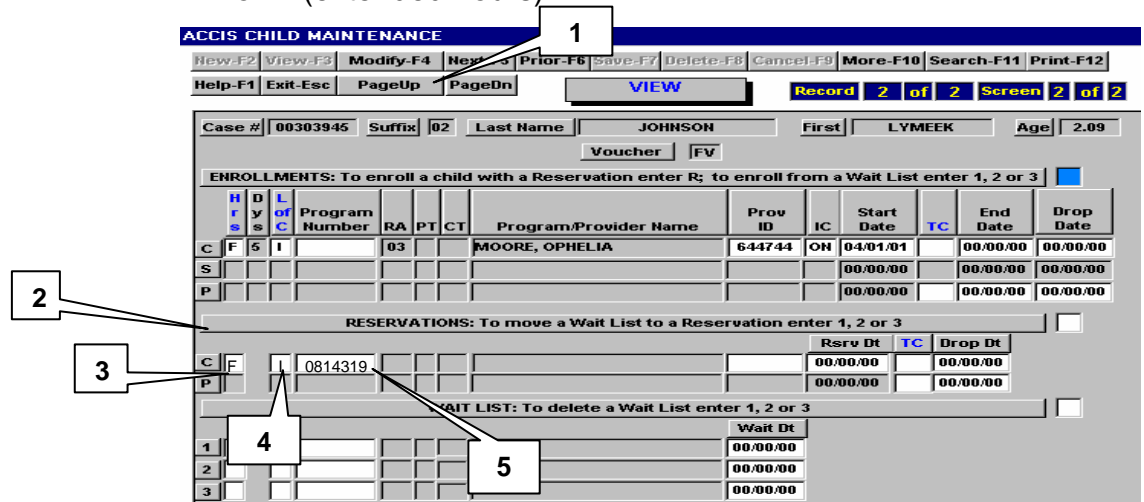 ACCIS CHILD MAINTENANCE
1
New-F2 View-F3 Modify-F4 Prior-F6 Save-F7 Delete-F8 Cancel-F9 More-F10 Search-F11 Print-F12
Help-F1 Exit-Esc PageUp PageDn VIEW Record 2 of 2 Screen 2 of 2
Case # 00303945 Suffix 02 Last Name JOHNSON First LYMEEK Age 2.09
Voucher FV
ENROLLMENTS: To enroll a child with a Reservation enter R; to enroll from a Wait List enter 1, 2 or 3
Hrs Dys L of C Program Number RA PT CT Program/Provider Name Prov ID IC Start Date TC End Date Drop Date
C F 5 I 03 MOORE, OPHELIA 644744 ON 04/01/01 00/00/00 00/00/00
S 00/00/00 00/00/00 00/00/00
P 00/00/00 00/00/00 00/00/00
2
RESERVATIONS: To move a Wait List to a Reservation enter 1, 2 or 3
Rsrv Dt TC Drop Dt
3
C F I 0814319 00/00/00 00/00/00
P 00/00/00 00/00/00
WAIT LIST: To delete a Wait List enter 1, 2 or 3
Wait Dt
4
5
1 00/00/00
2 00/00/00
3 00/00/00